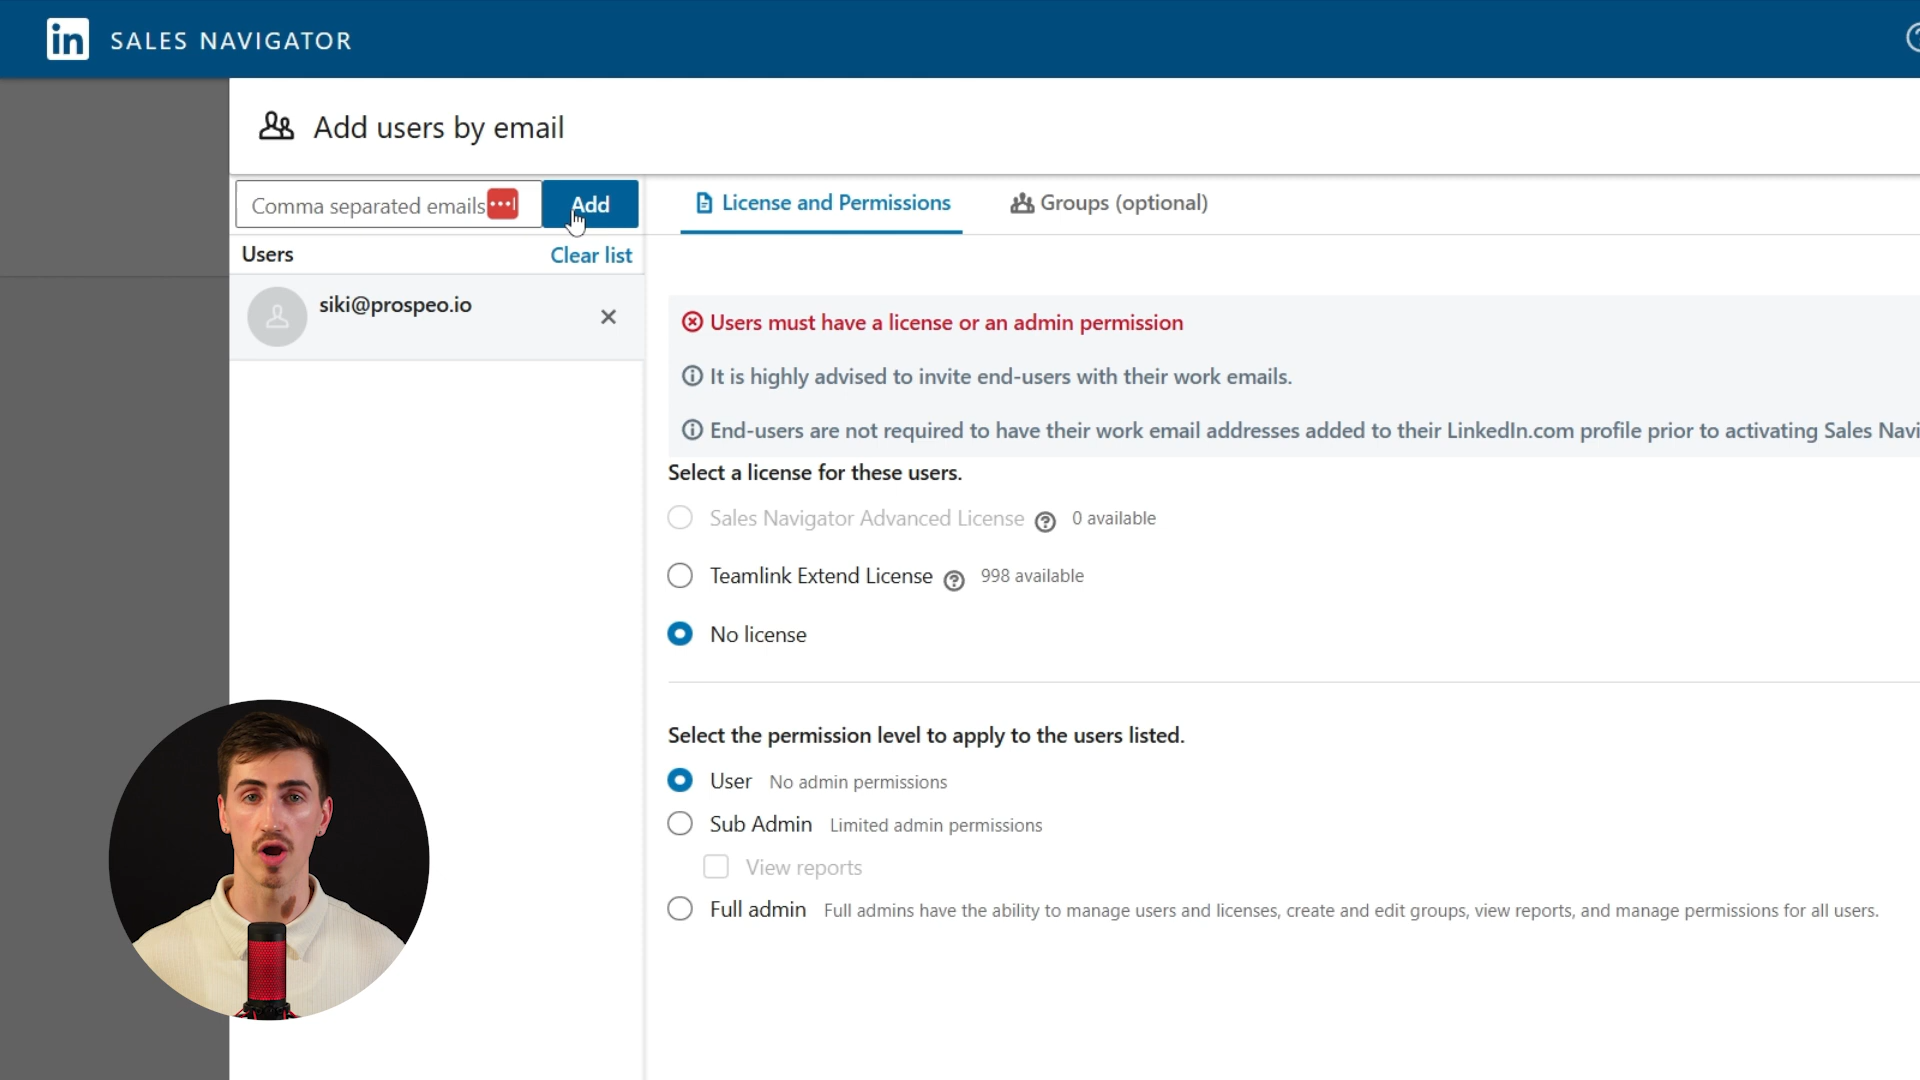 in SALES NAVIGATOR
Add users by email
Comma separated emails
Add
License and Permissions
Groups (optional)
Users
Clear list
siki@prospeo.io
Users must have a license or an admin permission
It is highly advised to invite end-users with their work emails.
End-users are not required to have their work email addresses added to their LinkedIn.com profile prior to activating Sales Navi
Select a license for these users.
Sales Navigator Advanced License ? 0 available
Teamlink Extend License ? 998 available
No license
Select the permission level to apply to the users listed.
User No admin permissions
Sub Admin Limited admin permissions
View reports
Full admin Full admins have the ability to manage users and licenses, create and edit groups, view reports, and manage permissions for all users.